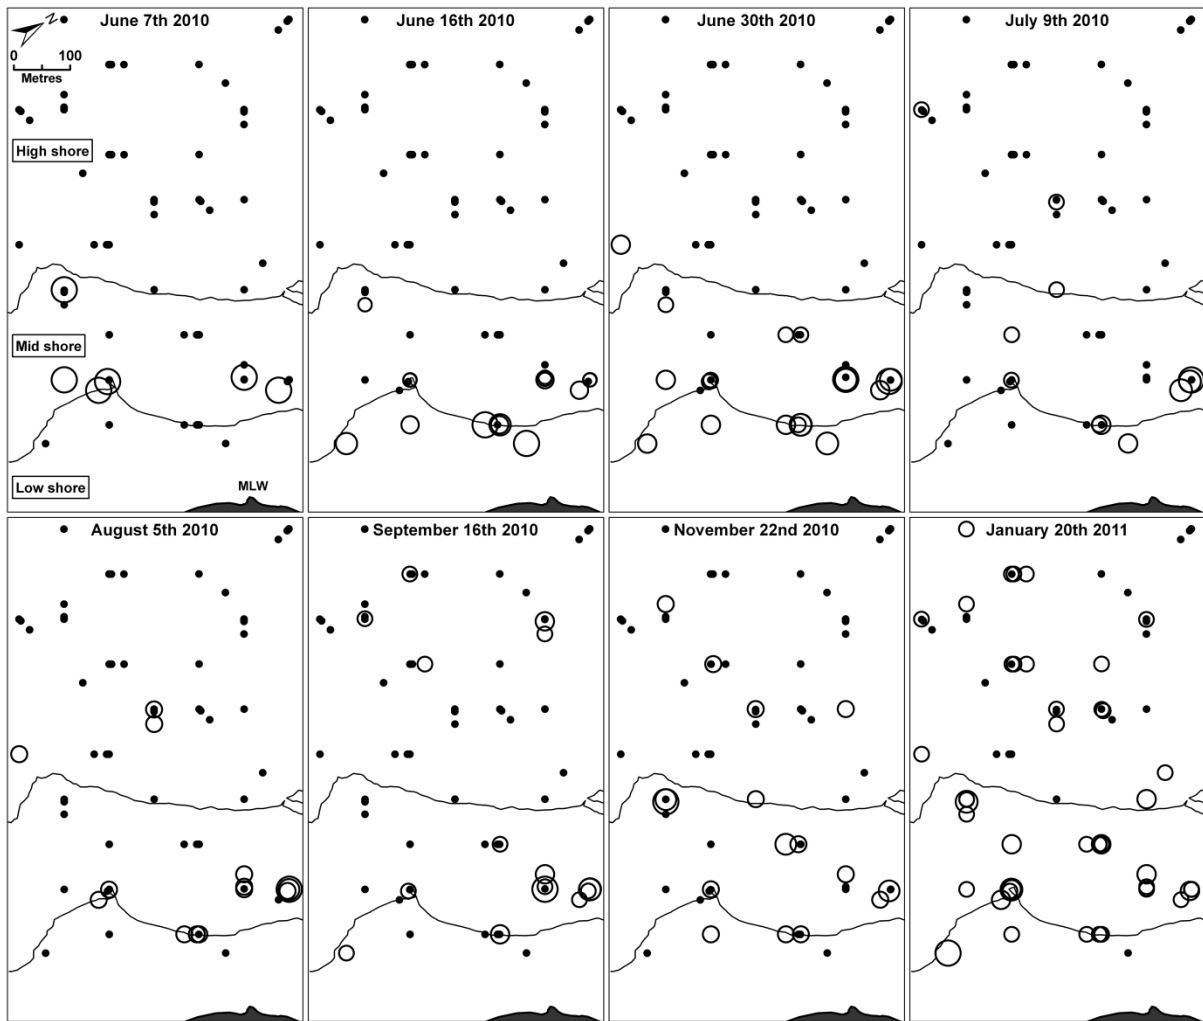 June 7th 2010
June 16th 2010
June 30th 2010
July 9th 2010
N
0 100
Metres
High shore
Mid shore
Low shore
MLW
August 5th 2010
September 16th 2010
November 22nd 2010
January 20th 2011